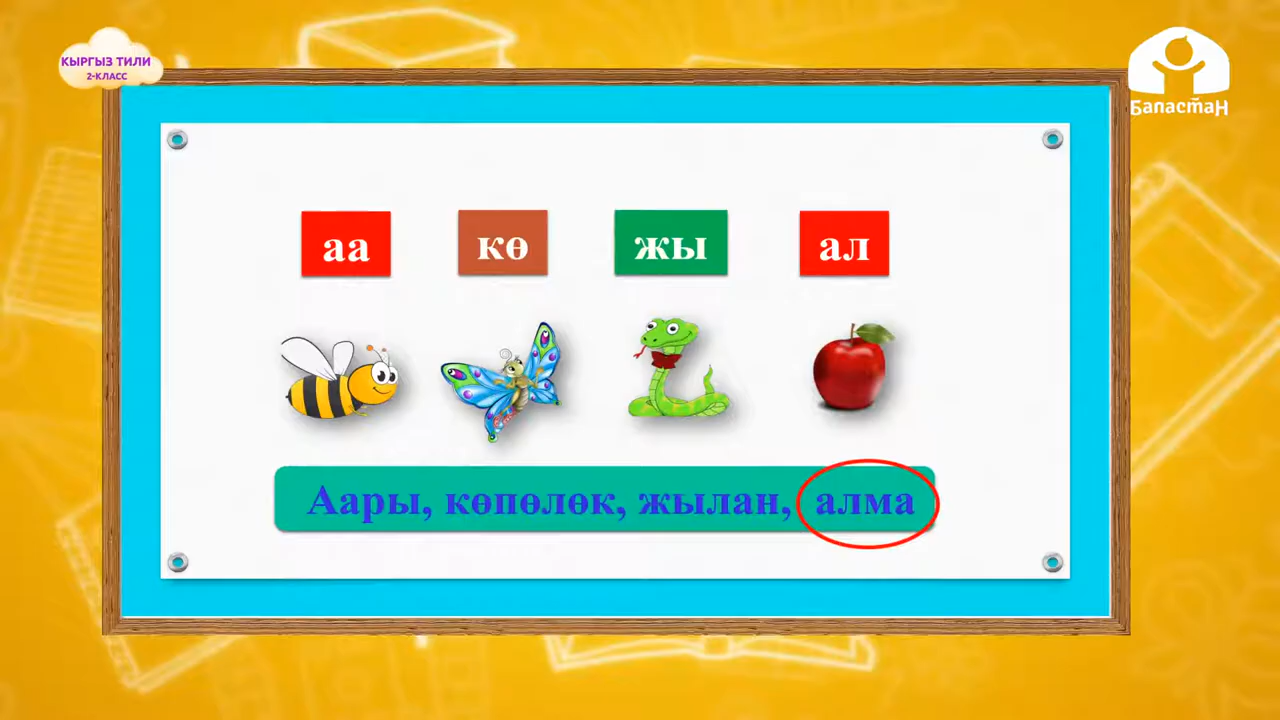 КЫРГЫЗ ТИЛИ
2-КЛАСС
Баластан
аа кө жы ал
Аары, көпөлөк, жылан, алма